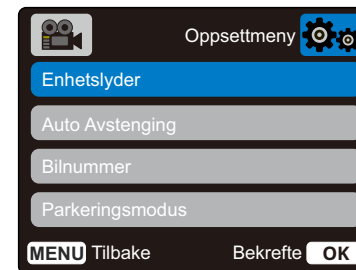 Oppsettmeny
Enhetslyder
Auto Avstenging
Bilnummer
Parkeringsmodus
MENU Tilbake Bekrefte OK